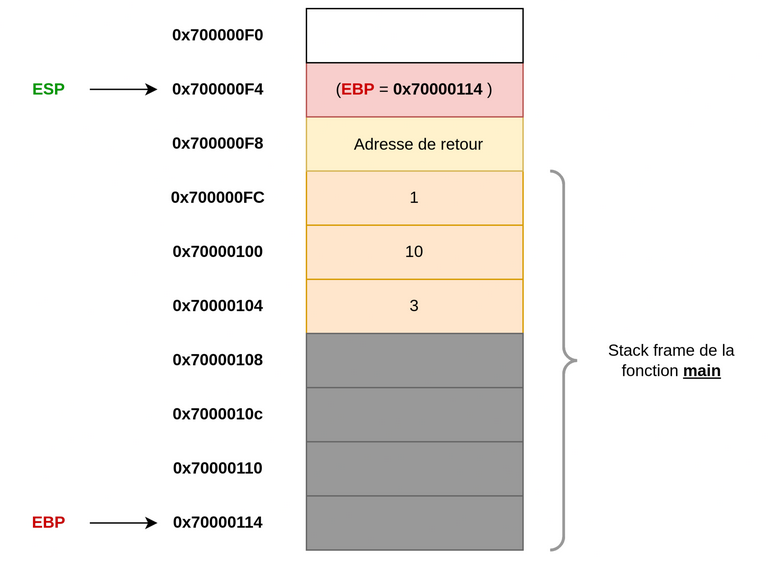 0x700000F0
ESP 0x700000F4 (EBP = 0x70000114 )
0x700000F8 Adresse de retour
0x700000FC 1
0x70000100 10
0x70000104 3
0x70000108
Stack frame de la
fonction main
0x7000010c
0x70000110
EBP 0x70000114